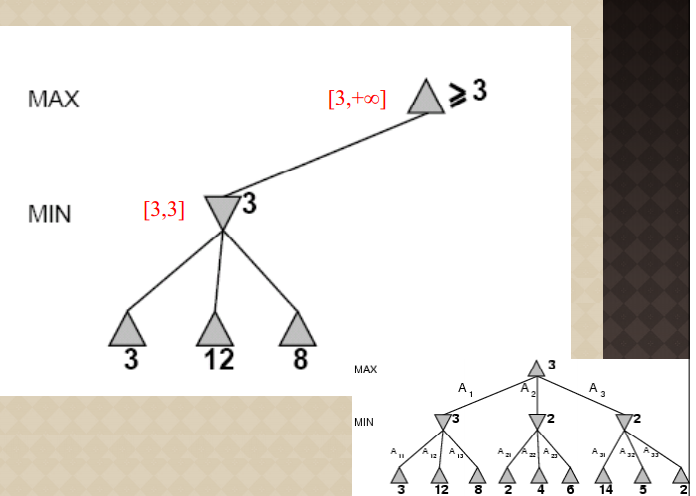 MAX [3,+∞] ≥ 3
MIN [3,3] 3
3 12 8
MAX 3
A1 A2 A3
MIN 3 2 2
A11 A12 A13 A21 A22 A23 A31 A32 A33
3 12 8 2 4 6 14 5 2